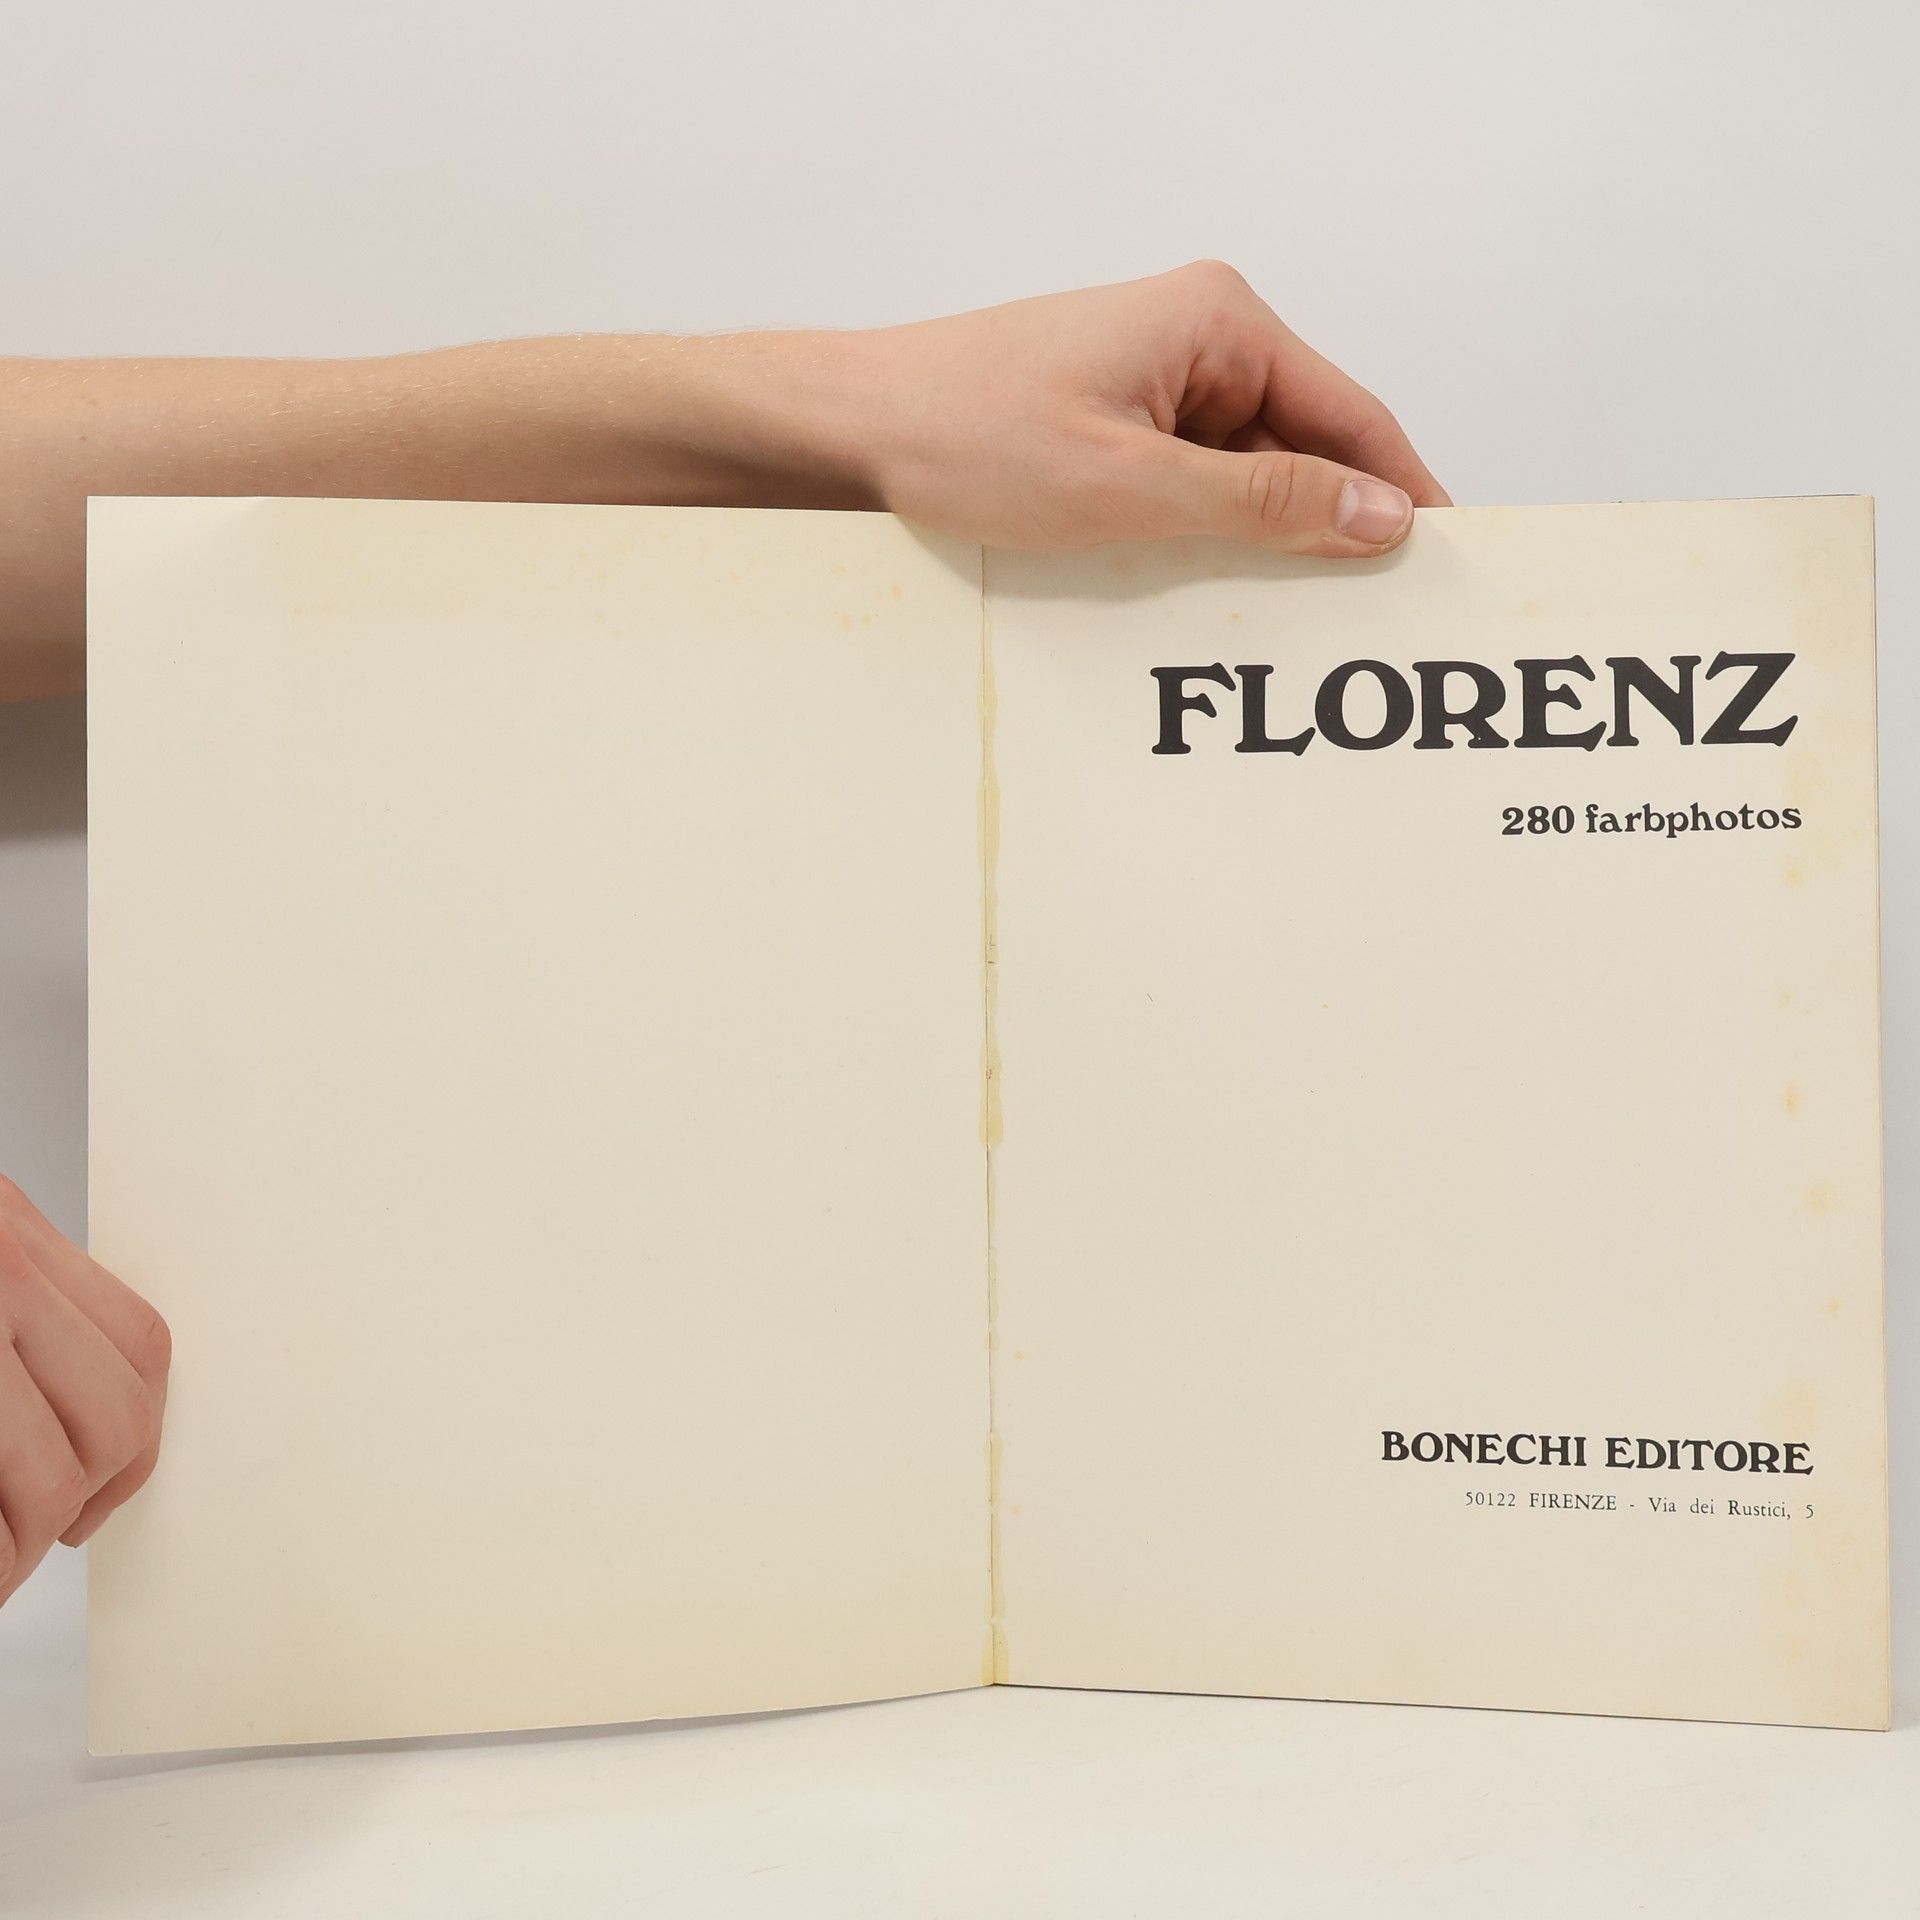 FLORENZ
280 farbphotos
BONECHI EDITORE
50122 FIRENZE - Via dei Rustici, 5